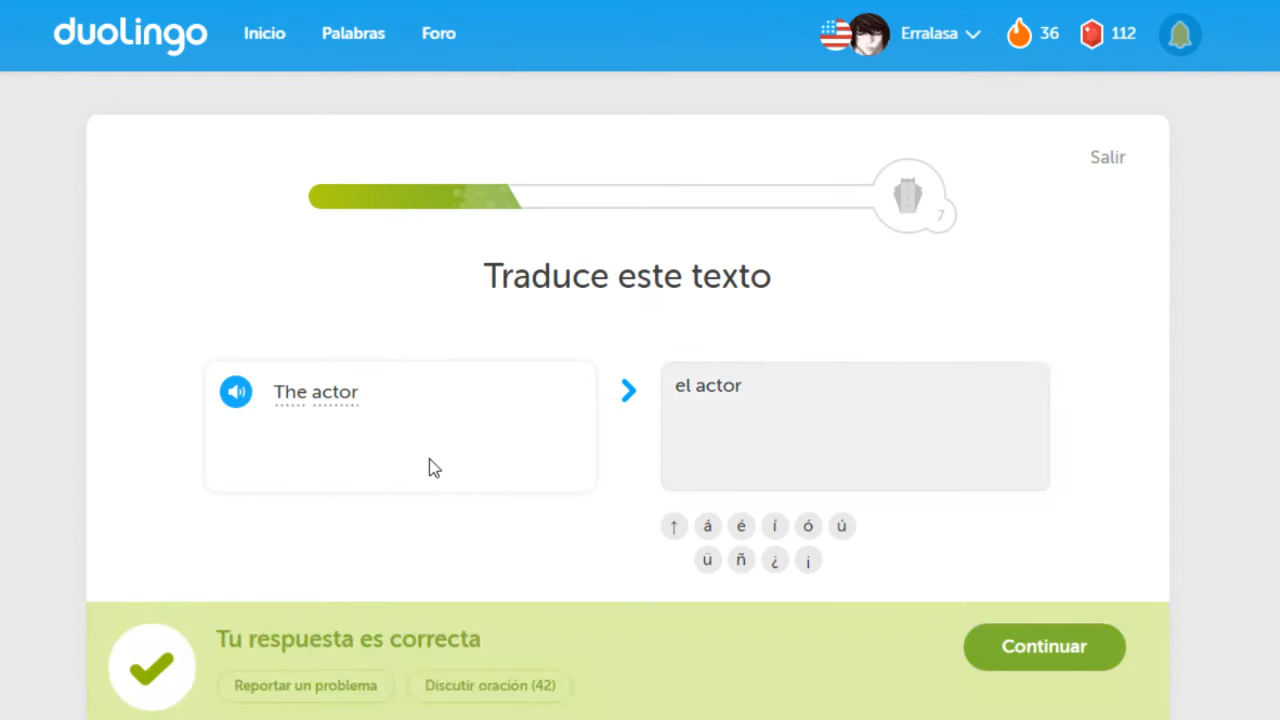 duolingo Inicio Palabras Foro Erralasa 36 112
Salir
7
Traduce este texto
The actor el actor
↑ á é í ó ú
ü ñ ¿ ¡
Tu respuesta es correcta
Continuar
Reportar un problema Discutir oración (42)